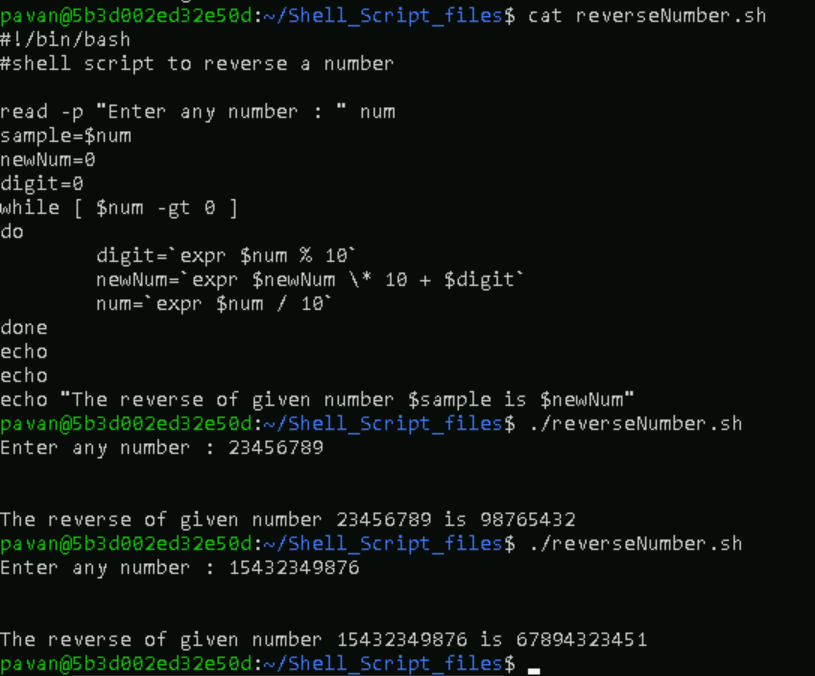 pavan@5b3d002ed32e50d:~/Shell_Script_files$ cat reverseNumber.sh
#!/bin/bash
#shell script to reverse a number
read -p "Enter any number : " num
sample=$num
newNum=0
digit=0
while [ $num -gt 0 ]
do
        digit=`expr $num % 10`
        newNum=`expr $newNum \* 10 + $digit`
        num=`expr $num / 10`
done
echo
echo
echo "The reverse of given number $sample is $newNum"
pavan@5b3d002ed32e50d:~/Shell_Script_files$ ./reverseNumber.sh
Enter any number : 23456789
The reverse of given number 23456789 is 98765432
pavan@5b3d002ed32e50d:~/Shell_Script_files$ ./reverseNumber.sh
Enter any number : 15432349876
The reverse of given number 15432349876 is 67894323451
pavan@5b3d002ed32e50d:~/Shell_Script_files$